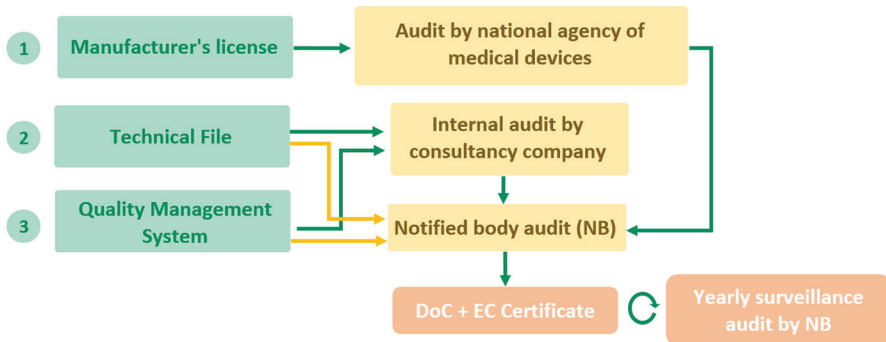 1
Manufacturer's license
Audit by national agency of
medical devices
2
Technical File
Internal audit by
consultancy company
3
Quality Management
System
Notified body audit (NB)
DoC + EC Certificate
Yearly surveillance
audit by NB